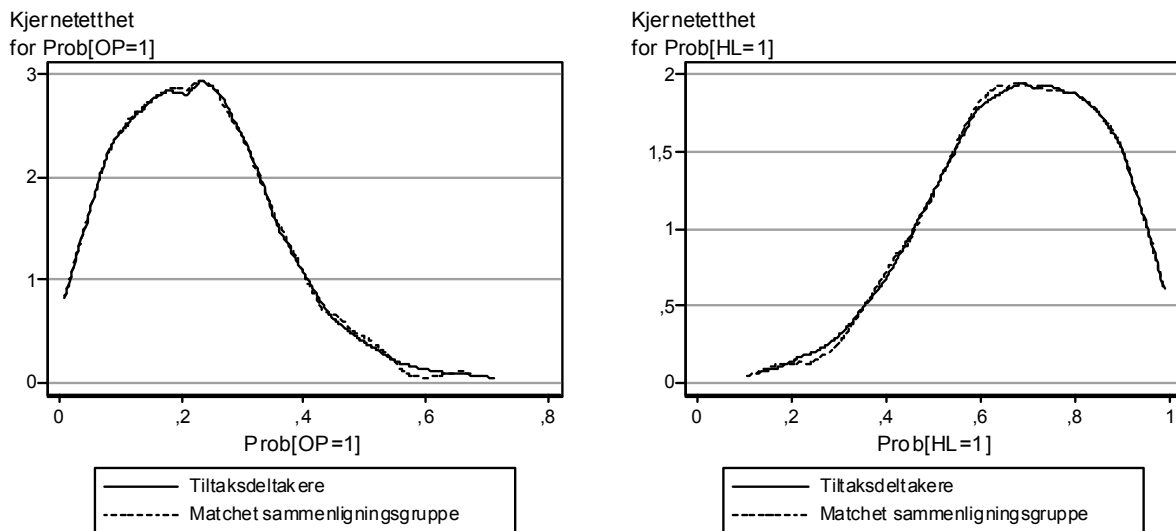 Kjernetetthet
for Prob[OP=1]
3
2
1
0
0 ,2 ,4 ,6 ,8
Prob[OP=1]
Tiltaksdeltakere
Matchet sammenligningsgruppe
Kjernetetthet
for Prob[HL=1]
2
1,5
1
,5
0
0 ,2 ,4 ,6 ,8 1
Prob[HL=1]
Tiltaksdeltakere
Matchet sammenligningsgruppe